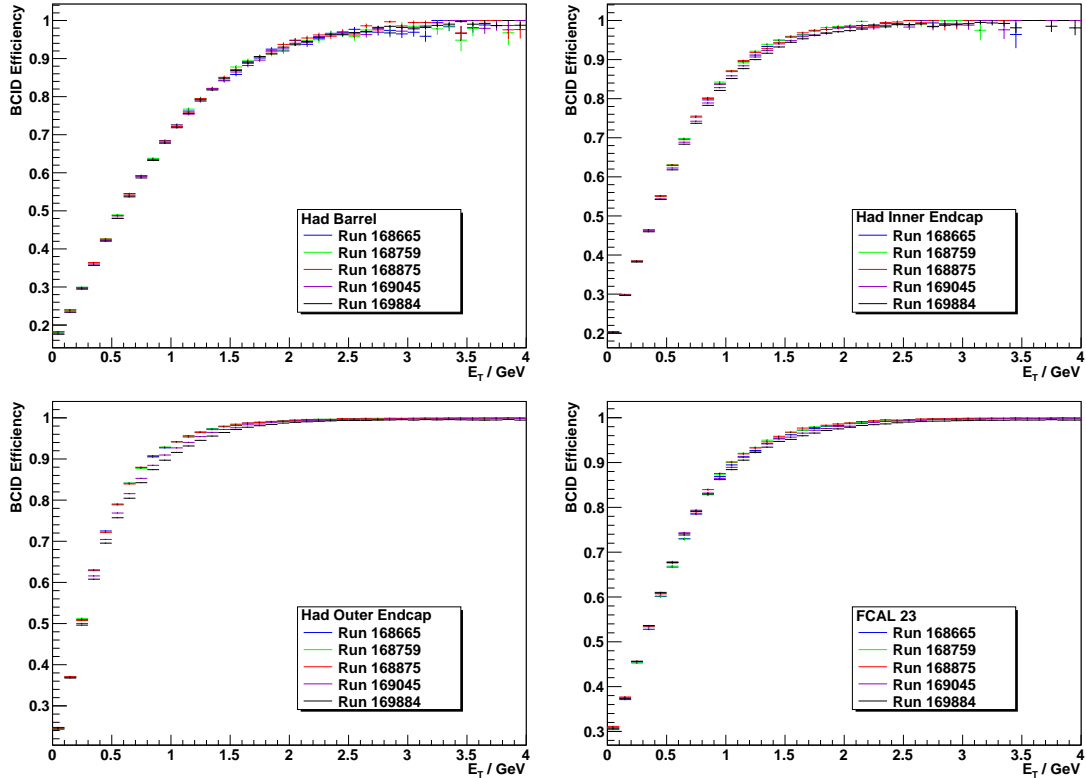 BCID Efficiency
1
0.9
0.8
0.7
0.6
0.5
0.4
0.3
0.2
Had Barrel
Run 168665
Run 168759
Run 168875
Run 169045
Run 169884
0 0.5 1 1.5 2 2.5 3 3.5 4
E_T / GeV
BCID Efficiency
1
0.9
0.8
0.7
0.6
0.5
0.4
0.3
0.2
Had Inner Endcap
Run 168665
Run 168759
Run 168875
Run 169045
Run 169884
0 0.5 1 1.5 2 2.5 3 3.5 4
E_T / GeV
BCID Efficiency
1
0.9
0.8
0.7
0.6
0.5
0.4
0.3
Had Outer Endcap
Run 168665
Run 168759
Run 168875
Run 169045
Run 169884
0 0.5 1 1.5 2 2.5 3 3.5 4
E_T / GeV
BCID Efficiency
1
0.9
0.8
0.7
0.6
0.5
0.4
0.3
FCAL 23
Run 168665
Run 168759
Run 168875
Run 169045
Run 169884
0 0.5 1 1.5 2 2.5 3 3.5 4
E_T / GeV